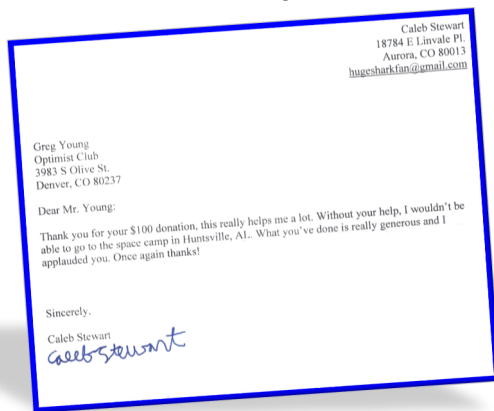 Caleb Stewart
18784 E Linvale Pl.
Aurora, CO 80013
hugesharkfan@gmail.com
Greg Young
Optimist Club
3983 S Olive St.
Denver, CO 80237
Dear Mr. Young:
Thank you for your $100 donation, this really helps me a lot. Without your help, I wouldn't be
able to go to the space camp in Huntsville, AL. What you've done is really generous and I
applauded you. Once again thanks!
Sincerely.
Caleb Stewart
Caleb Stewart